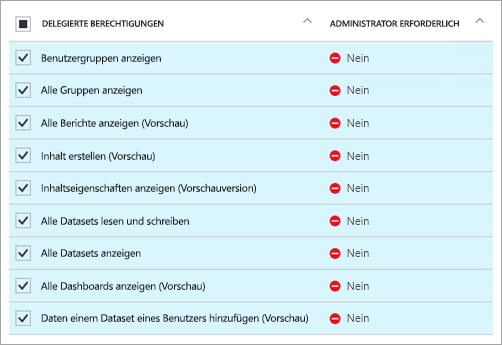 DELEGIERTE BERECHTIGUNGEN ADMINISTRATOR ERFORDERLICH
Benutzergruppen anzeigen Nein
Alle Gruppen anzeigen Nein
Alle Berichte anzeigen (Vorschau) Nein
Inhalt erstellen (Vorschau) Nein
Inhaltseigenschaften anzeigen (Vorschauversion) Nein
Alle Datasets lesen und schreiben Nein
Alle Datasets anzeigen Nein
Alle Dashboards anzeigen (Vorschau) Nein
Daten einem Dataset eines Benutzers hinzufügen (Vorschau) Nein